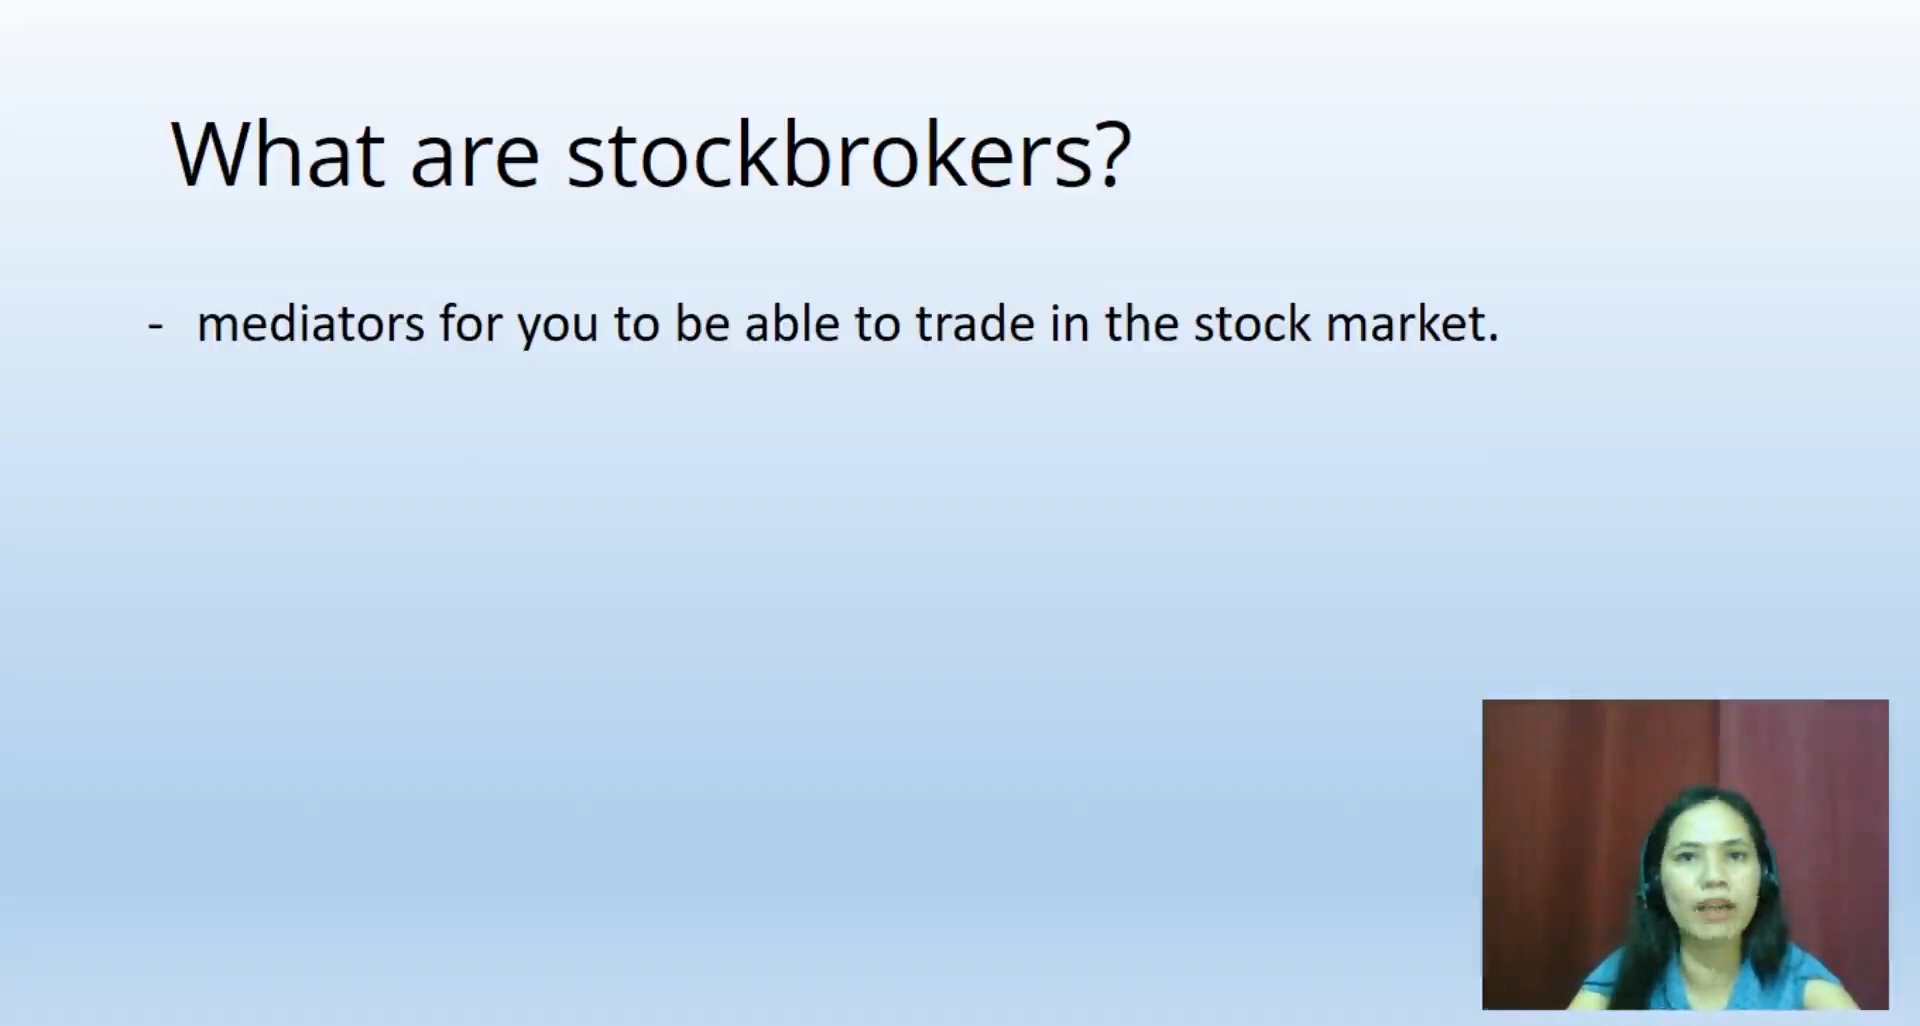 What are stockbrokers?
- mediators for you to be able to trade in the stock market.